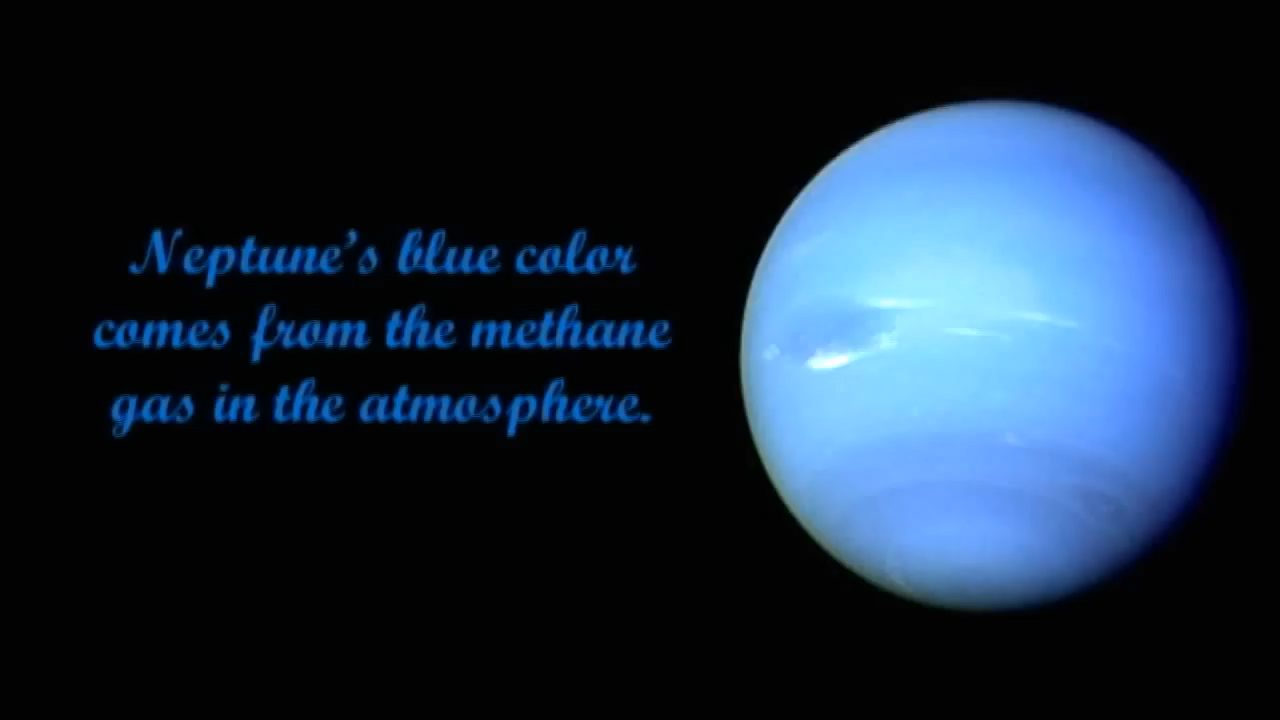 Neptune’s blue color
comes from the methane
gas in the atmosphere.